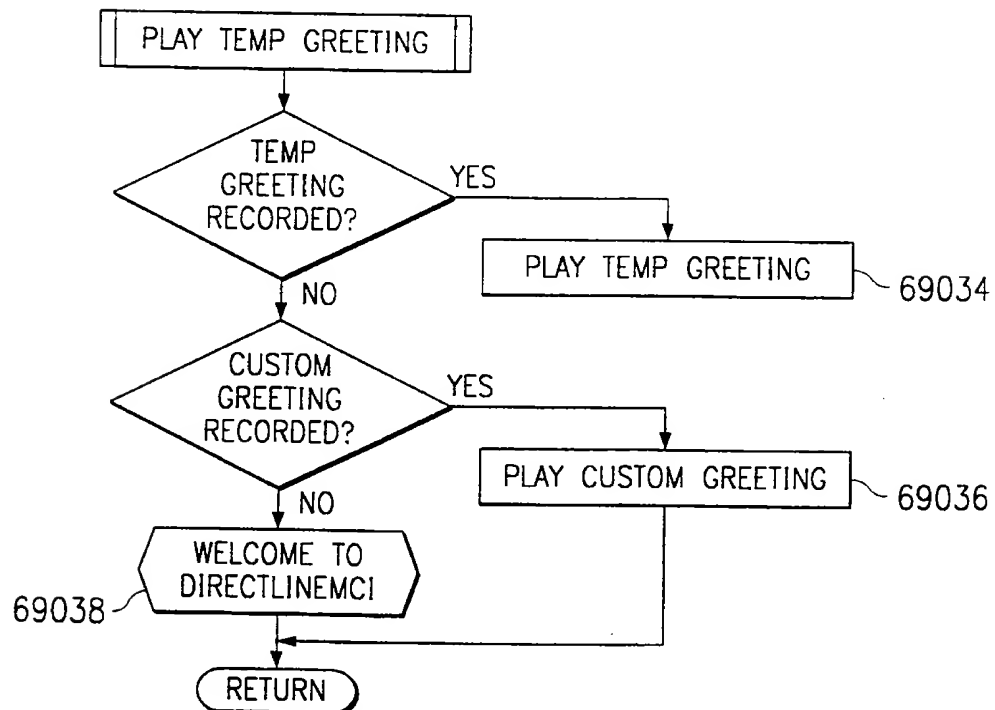 PLAY TEMP GREETING
TEMP
GREETING
RECORDED?
YES
PLAY TEMP GREETING
69034
NO
CUSTOM
GREETING
RECORDED?
YES
PLAY CUSTOM GREETING
69036
NO
WELCOME TO
DIRECTLINEMCI
69038
RETURN